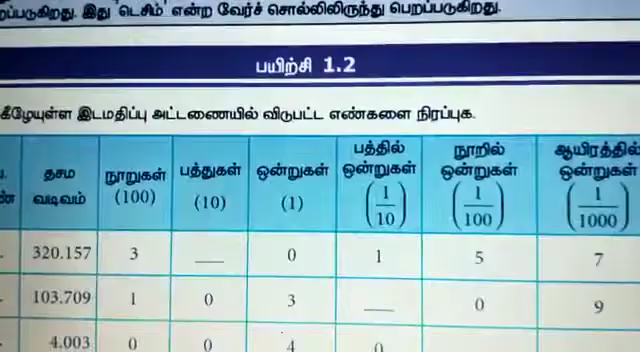 றப்படுகிறது. இது 'டெசிம்' என்ற வேர்ச் சொல்லிலிருந்து பெறப்படுகிறது.
பயிற்சி 1.2
கீழேயுள்ள இடமதிப்பு அட்டணையில் விடுபட்ட எண்களை நிரப்புக.
தசம வடிவம் நூறுகள் (100) பத்துகள் (10) ஒன்றுகள் (1) பத்தில் ஒன்றுகள் (1/10) நூறில் ஒன்றுகள் (1/100) ஆயிரத்தில் ஒன்றுகள் (1/1000)
320.157 3 ___ 0 1 5 7
103.709 1 0 3 ___ 0 9
4.003 0 0 4 0